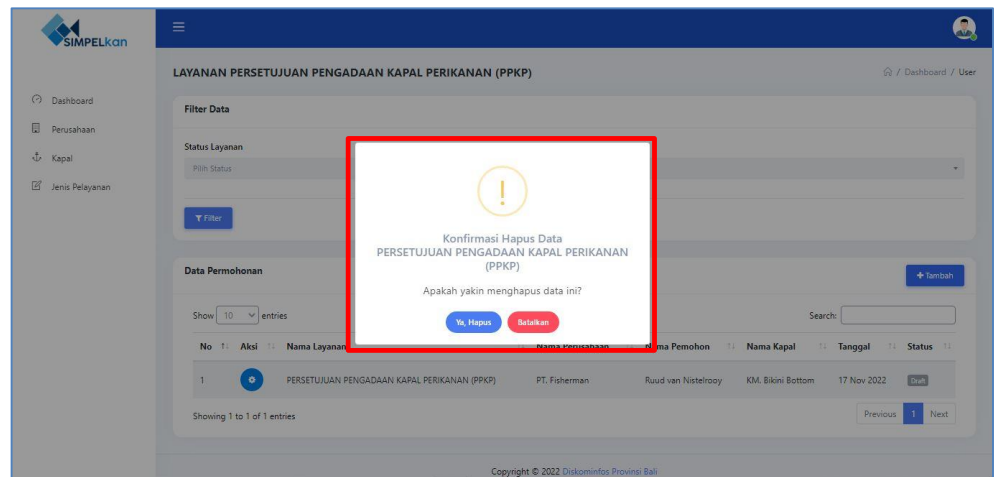 SIMPELkan
LAYANAN PERSETUJUAN PENGADAAN KAPAL PERIKANAN (PPKP)
/ Dashboard / User
Dashboard
Perusahaan
Kapal
Jenis Pelayanan
Filter Data
Status Layanan
Pilih Status
Filter
!
Konfirmasi Hapus Data
PERSETUJUAN PENGADAAN KAPAL PERIKANAN
(PPKP)
Apakah yakin menghapus data ini?
Ya, Hapus Batalkan
Data Permohonan
+ Tambah
Show 10 entries
Search:
No Aksi Nama Layanan Nama Perusahaan Nama Pemohon Nama Kapal Tanggal Status
1 PERSETUJUAN PENGADAAN KAPAL PERIKANAN (PPKP) PT. Fisherman Ruud van Nistelrooy KM. Bikini Bottom 17 Nov 2022 Draft
Showing 1 to 1 of 1 entries
Previous 1 Next
Copyright © 2022 Diskominfos Provinsi Bali